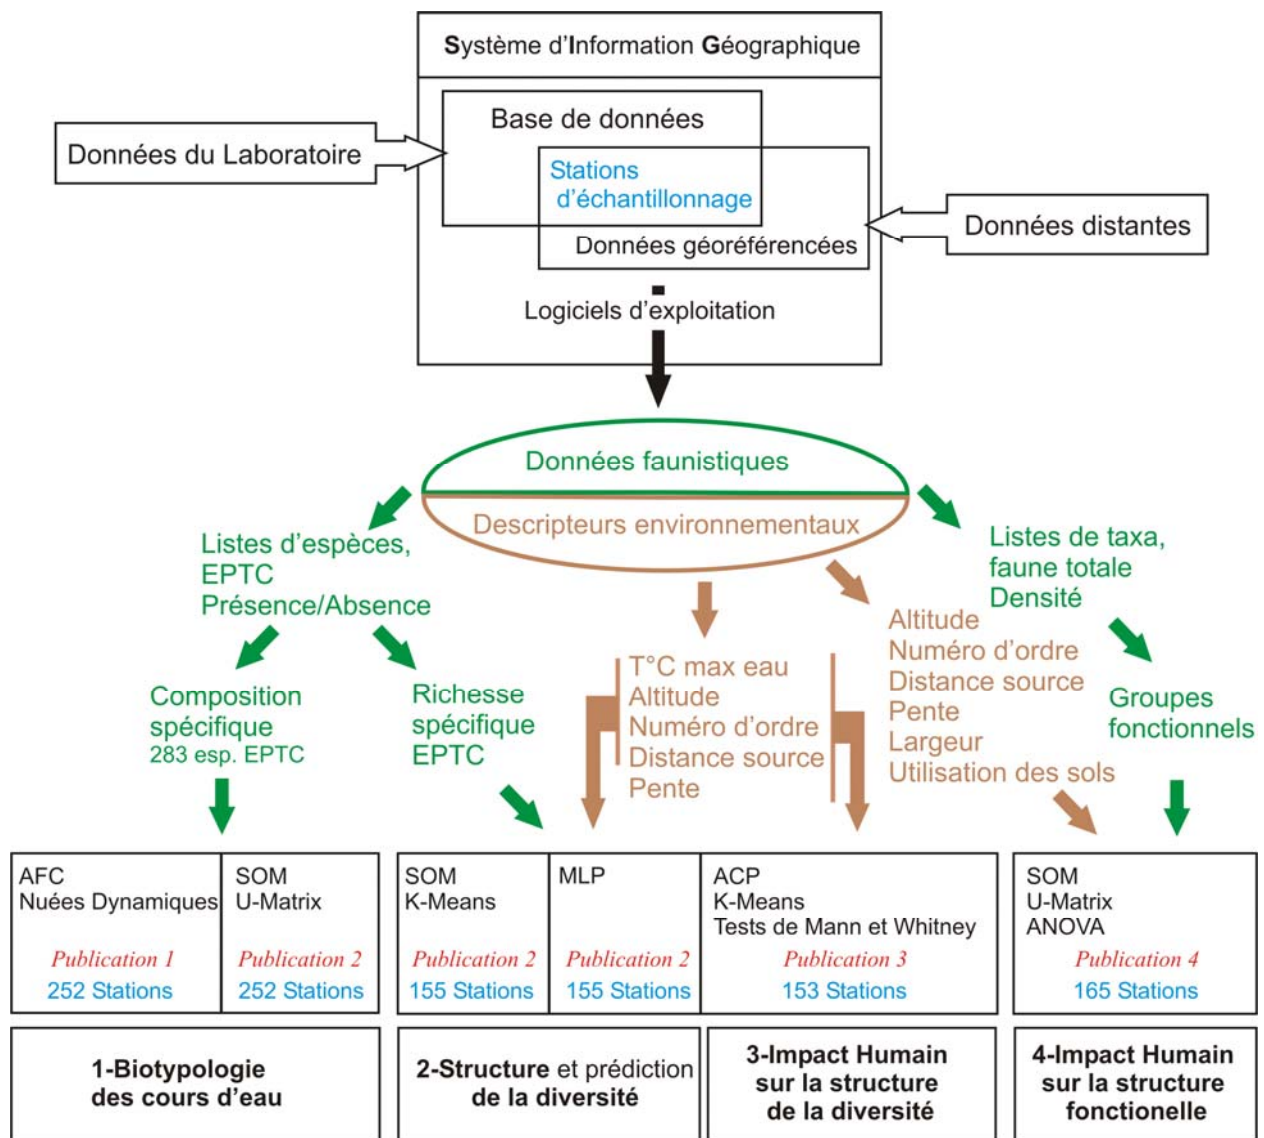 Système d'Information Géographique
Base de données
Données du Laboratoire
Stations
d'échantillonnage
Données distantes
Données géoréférencées
Logiciels d'exploitation
Données faunistiques
Descripteurs environnementaux
Listes d'espèces,
EPTC
Présence/Absence
Listes de taxa,
faune totale
Densité
Composition
spécifique
283 esp. EPTC
Richesse
spécifique
EPTC
T°C max eau
Altitude
Numéro d'ordre
Distance source
Pente
Altitude
Numéro d'ordre
Distance source
Pente
Largeur
Utilisation des sols
Groupes
fonctionnels
AFC
Nuées Dynamiques
Publication 1
252 Stations
SOM
U-Matrix
Publication 2
252 Stations
SOM
K-Means
Publication 2
155 Stations
MLP
Publication 2
155 Stations
ACP
K-Means
Tests de Mann et Whitney
Publication 3
153 Stations
SOM
U-Matrix
ANOVA
Publication 4
165 Stations
1-Biotypologie
des cours d'eau
2-Structure et prédiction
de la diversité
3-Impact Humain
sur la structure
de la diversité
4-Impact Humain
sur la structure
fonctionelle